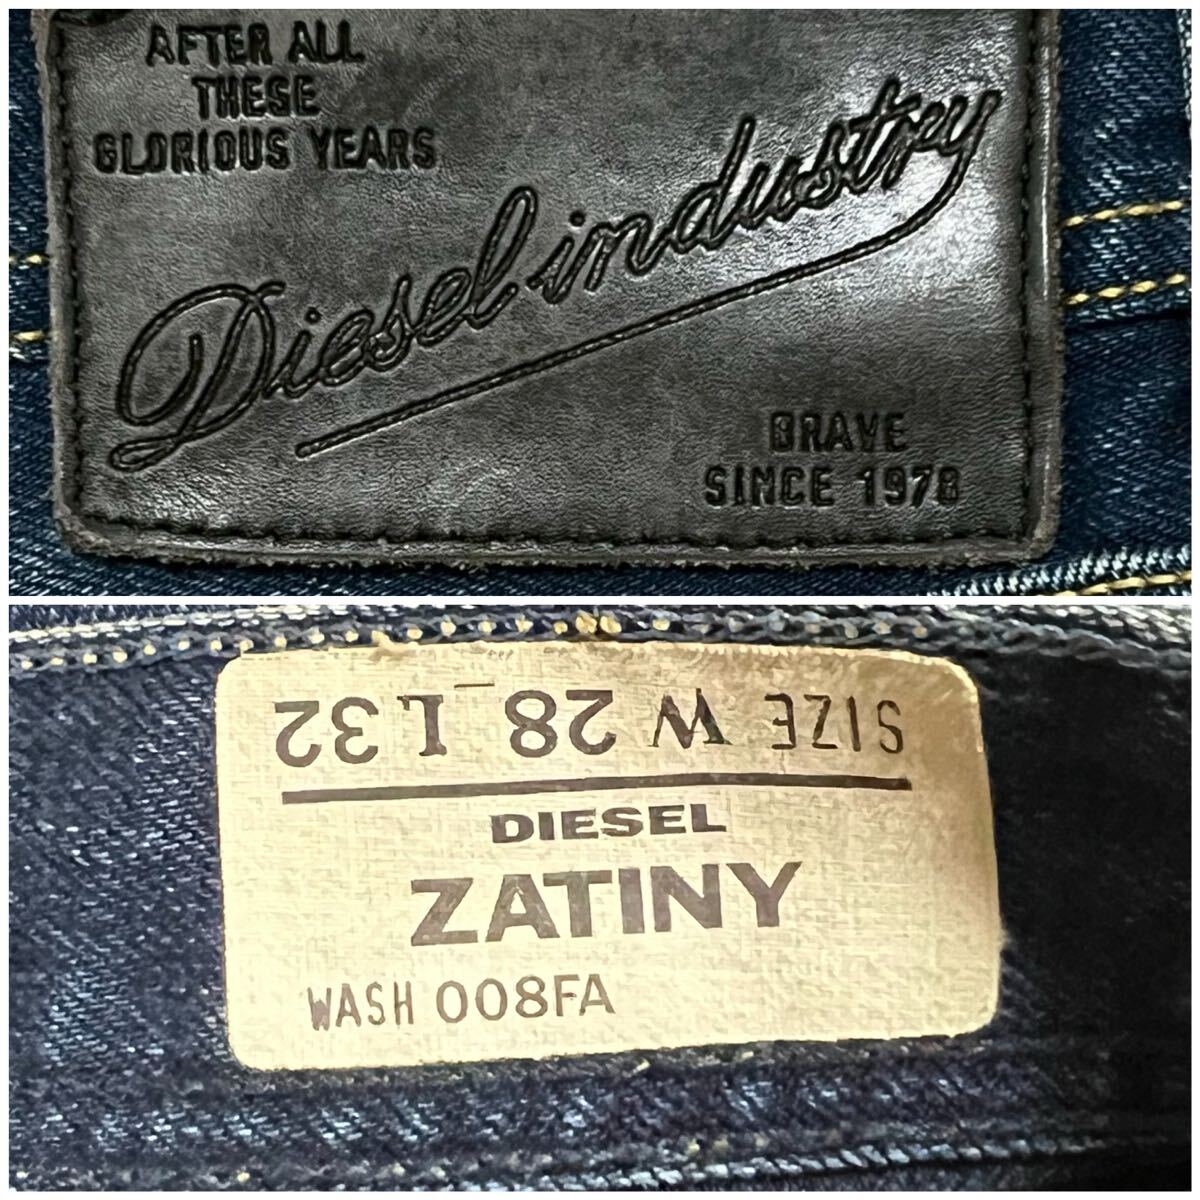 AFTER ALL
THESE
GLORIOUS YEARS
Diesel industry
BRAVE
SINCE 1978
SIZE W 28 L 32
DIESEL
ZATINY
WASH 008FA